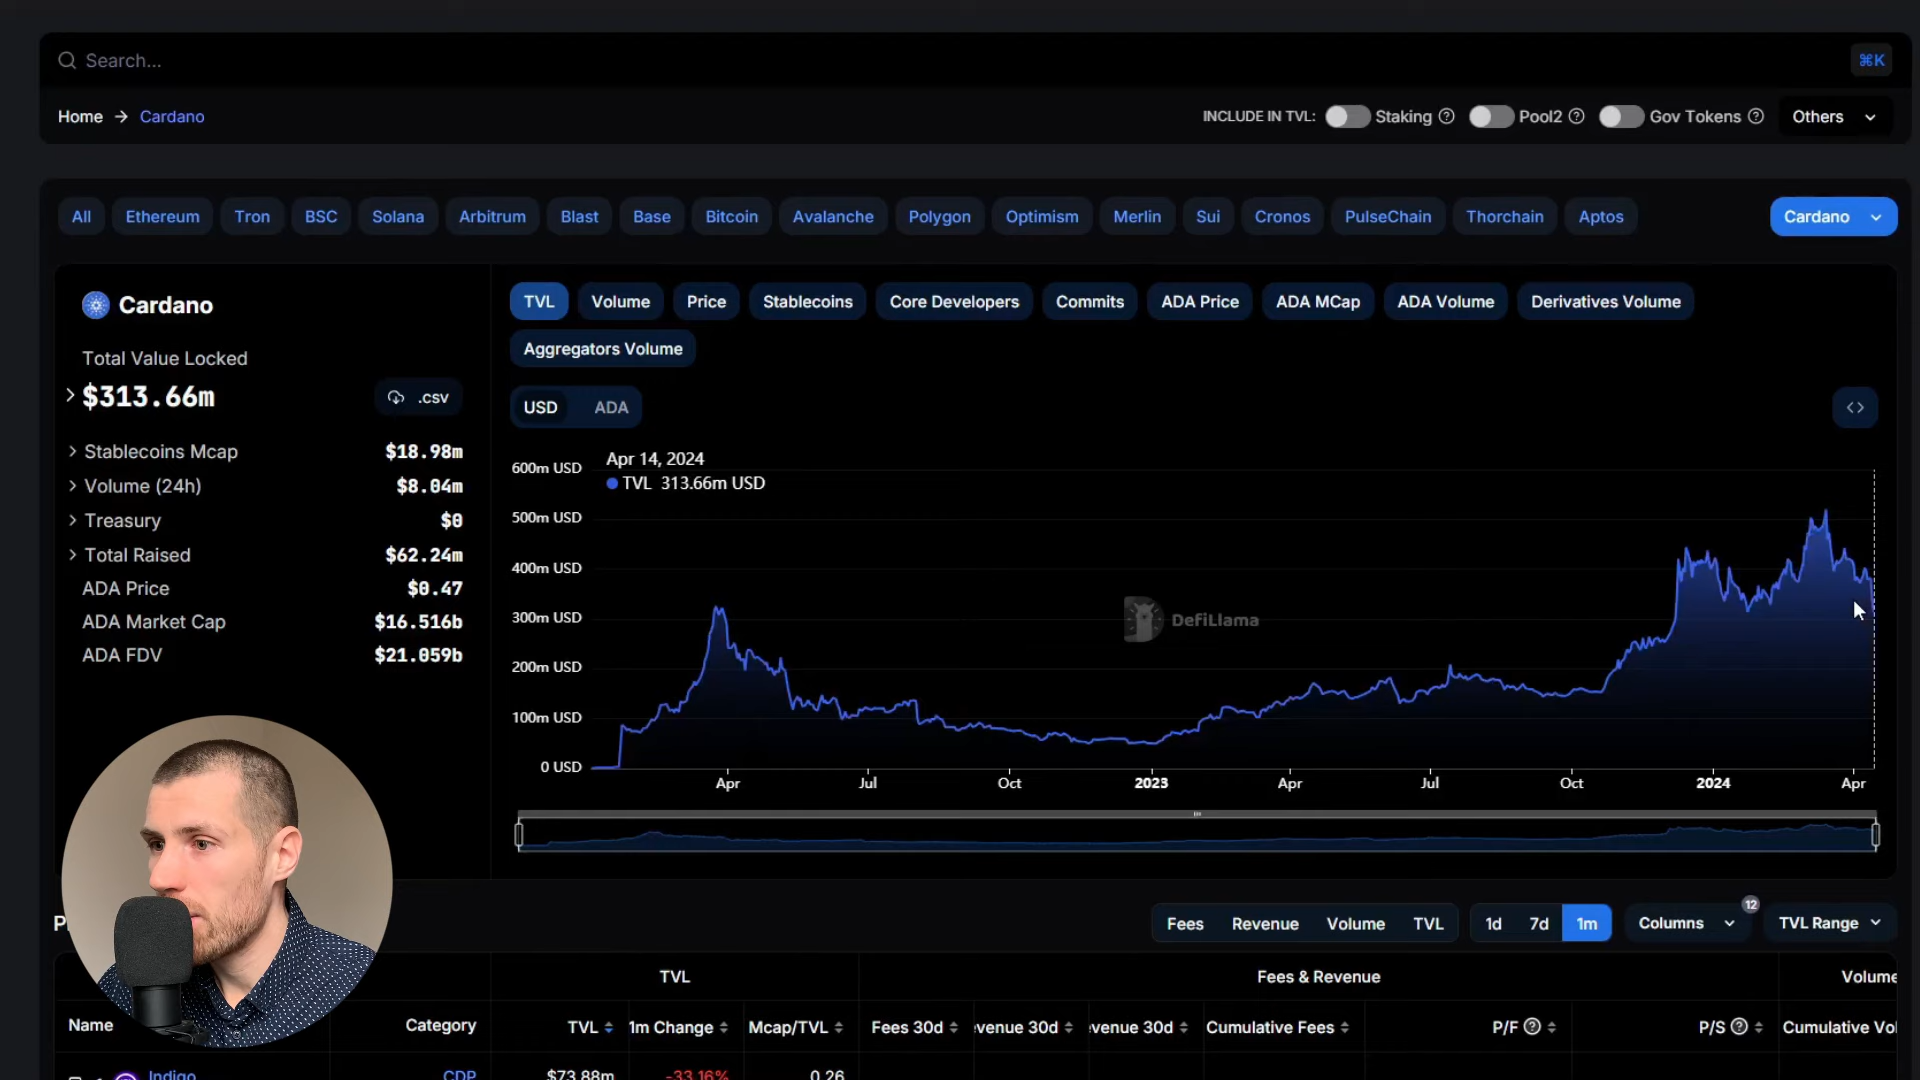 Search...
⌘K
Home → Cardano
INCLUDE IN TVL: Staking Pool2 Gov Tokens Others
All Ethereum Tron BSC Solana Arbitrum Blast Base Bitcoin Avalanche Polygon Optimism Merlin Sui Cronos PulseChain Thorchain Aptos Cardano
Cardano
Total Value Locked
$313.66m
.csv
Stablecoins Mcap $18.98m
Volume (24h) $8.04m
Treasury $0
Total Raised $62.24m
ADA Price $0.47
ADA Market Cap $16.516b
ADA FDV $21.059b
TVL Volume Price Stablecoins Core Developers Commits ADA Price ADA MCap ADA Volume Derivatives Volume
Aggregators Volume
USD ADA
Apr 14, 2024
TVL 313.66m USD
600m USD
500m USD
400m USD
300m USD
200m USD
100m USD
0 USD
DefiLlama
Apr Jul Oct 2023 Apr Jul Oct 2024 Apr
Fees Revenue Volume TVL 1d 7d 1m Columns 12 TVL Range
TVL Fees & Revenue Volume
Name Category TVL 1m Change Mcap/TVL Fees 30d venue 30d venue 30d Cumulative Fees P/F P/S Cumulative Vol
Indigo CDP $73.88m -33.16% 0.26